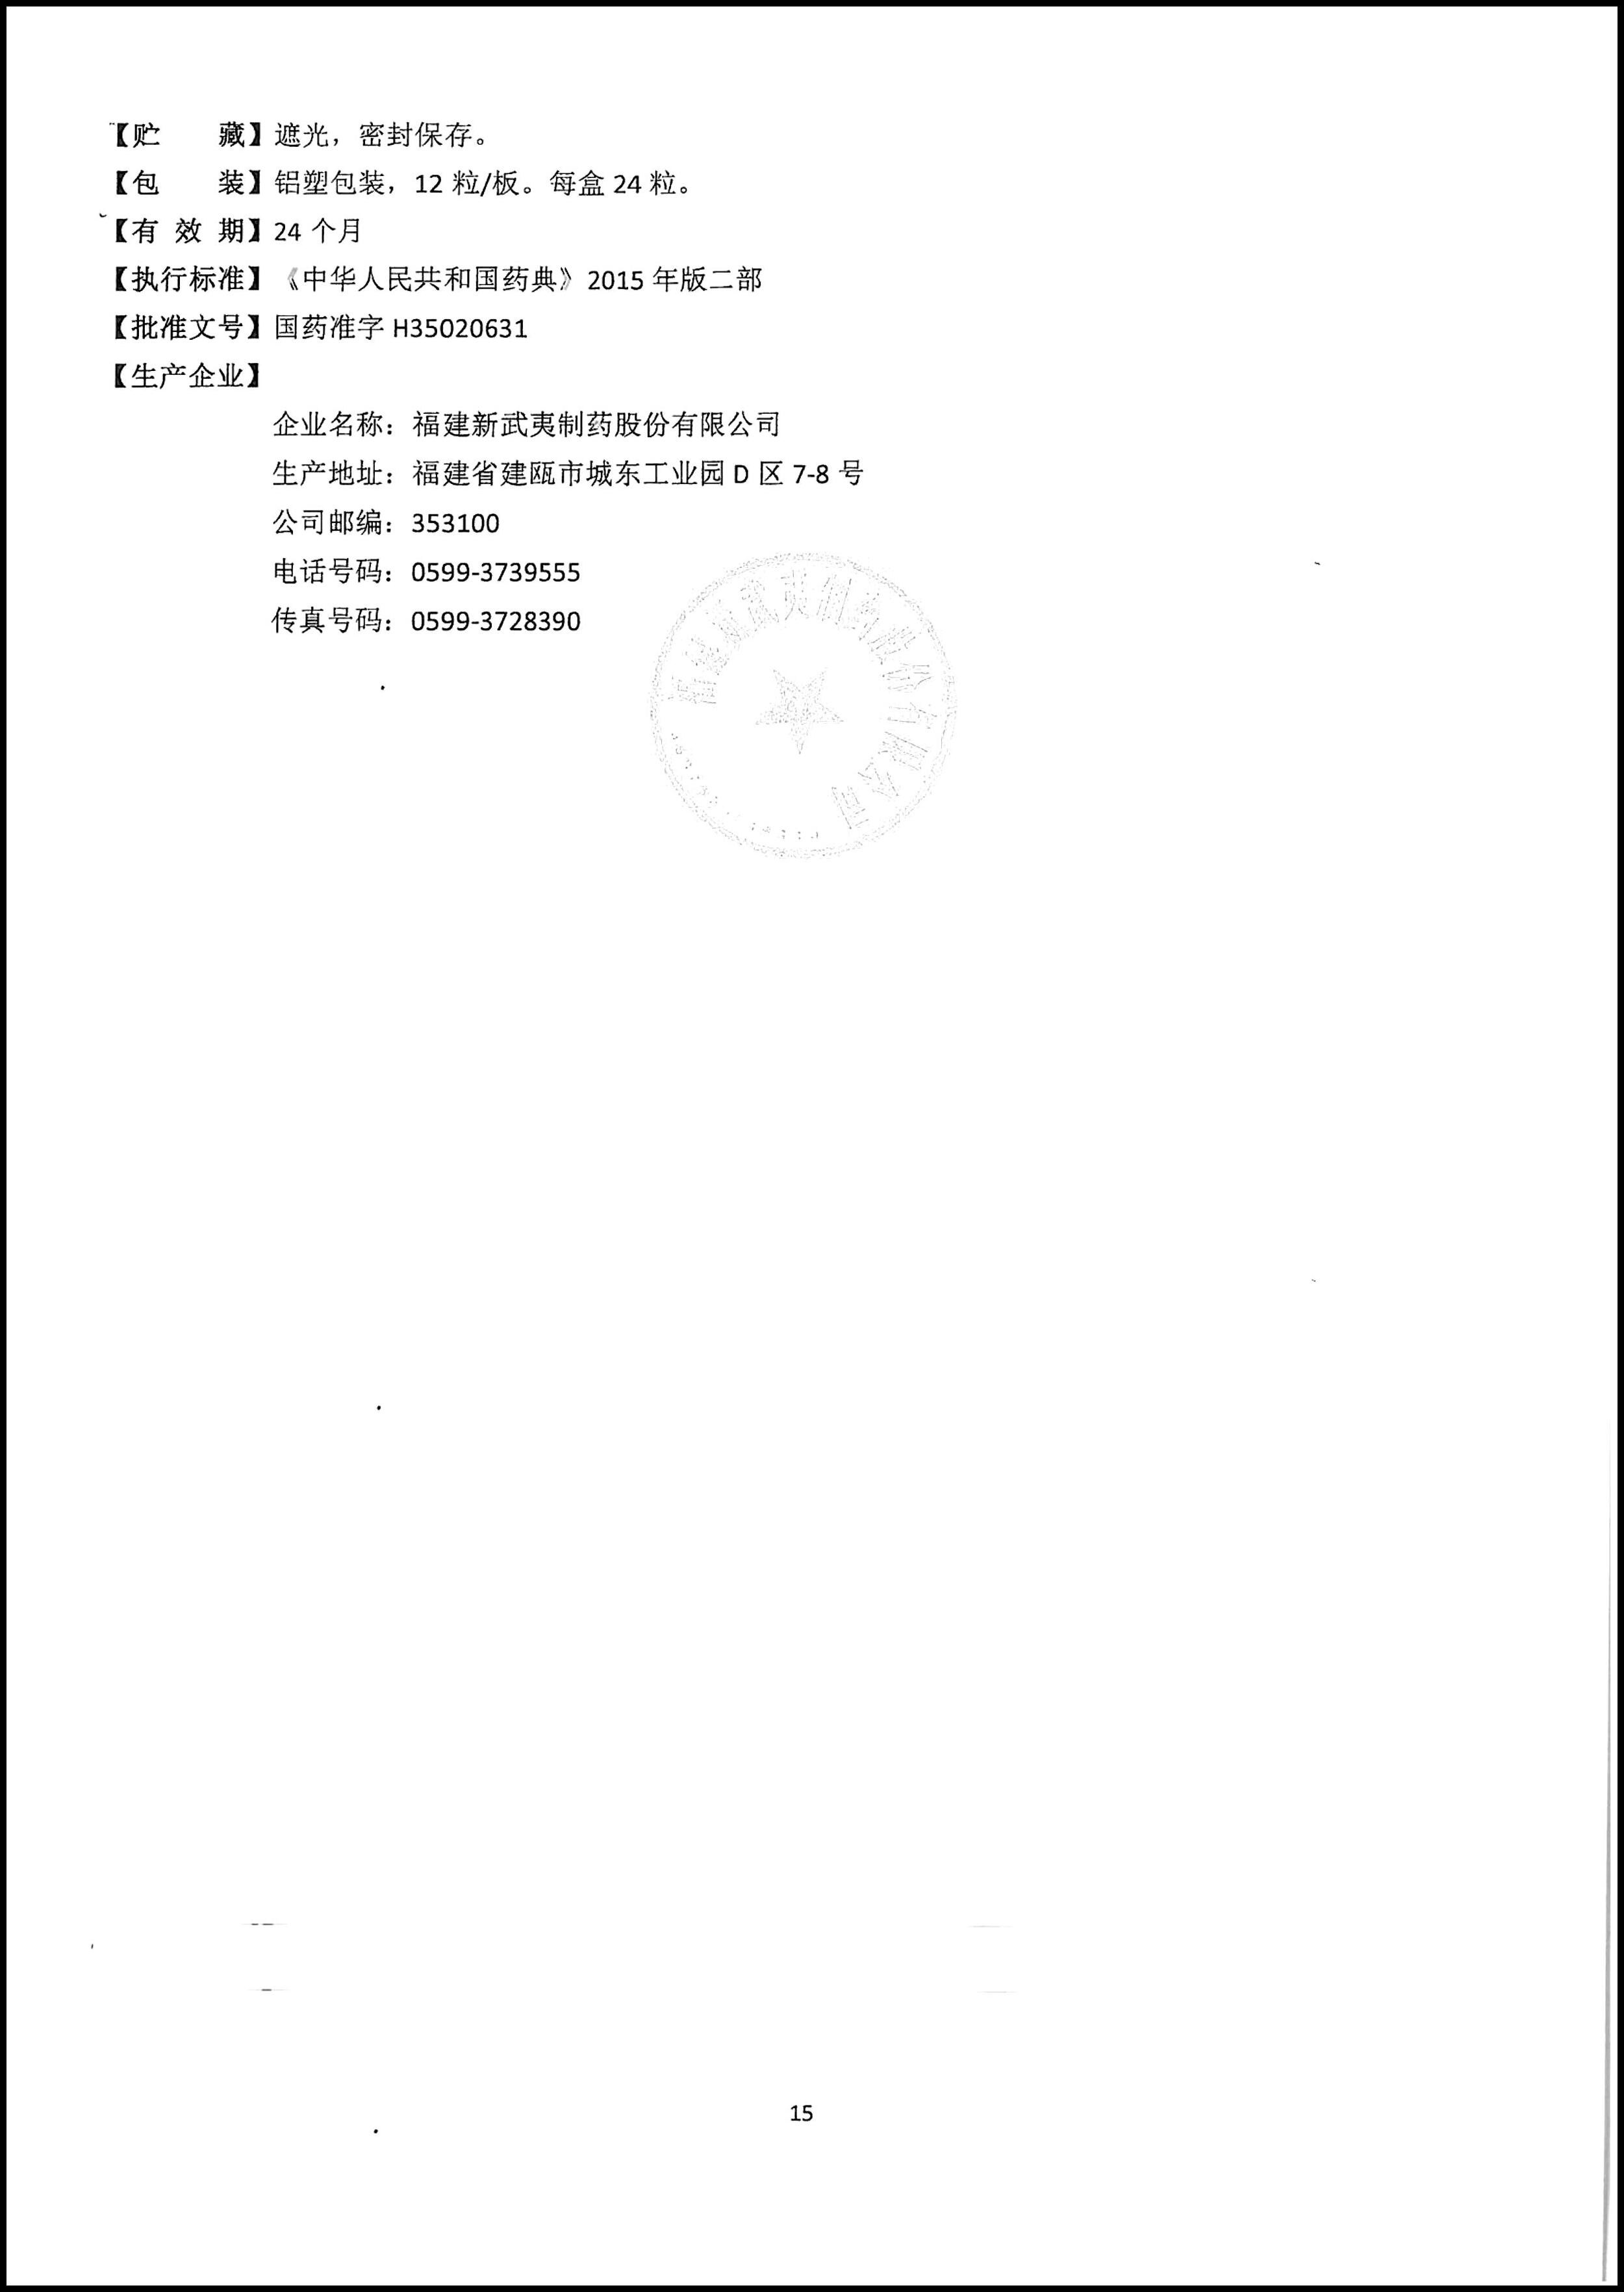 【贮 藏】遮光，密封保存。
【包 装】铝塑包装，12 粒/板。每盒 24 粒。
【有 效 期】24 个月
【执行标准】《中华人民共和国药典》2015 年版二部
【批准文号】国药准字 H35020631
【生产企业】
企业名称：福建新武夷制药股份有限公司
生产地址：福建省建瓯市城东工业园 D 区 7-8 号
公司邮编：353100
电话号码：0599-3739555
传真号码：0599-3728390
福建新武夷制药股份有限公司
15